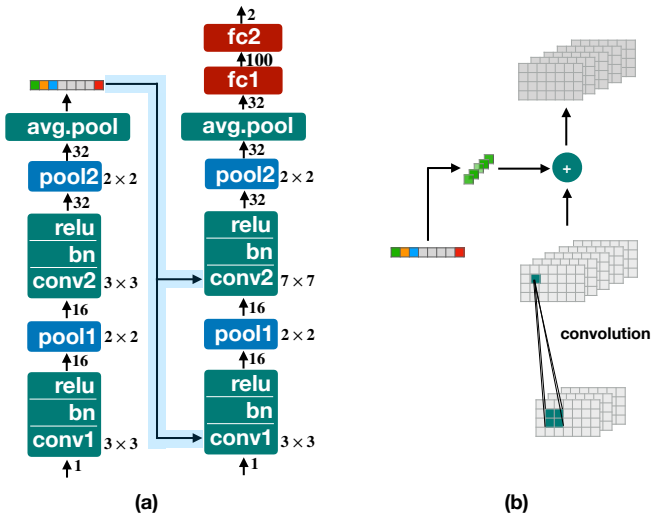 2
fc2
100
fc1
32
avg.pool
32
pool2 2 × 2
32
relu
bn
conv2 3 × 3
16
pool1 2 × 2
16
relu
bn
conv1 3 × 3
1
avg.pool
32
pool2 2 × 2
32
relu
bn
conv2 7 × 7
16
pool1 2 × 2
16
relu
bn
conv1 3 × 3
1
(a)
+
convolution
(b)